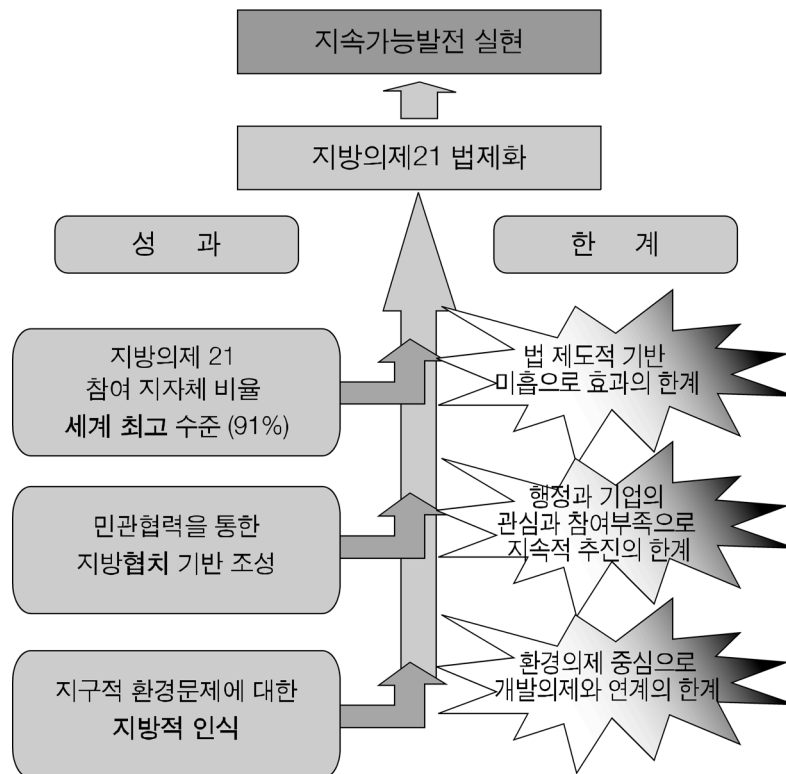 지속가능발전 실현
지방의제21 법제화
성 과
한 계
지방의제 21
참여 지자체 비율
세계 최고 수준 (91%)
법 제도적 기반
미흡으로 효과의 한계
민관협력을 통한
지방협치 기반 조성
행정과 기업의
관심과 참여부족으로
지속적 추진의 한계
지구적 환경문제에 대한
지방적 인식
환경의제 중심으로
개발의제와 연계의 한계